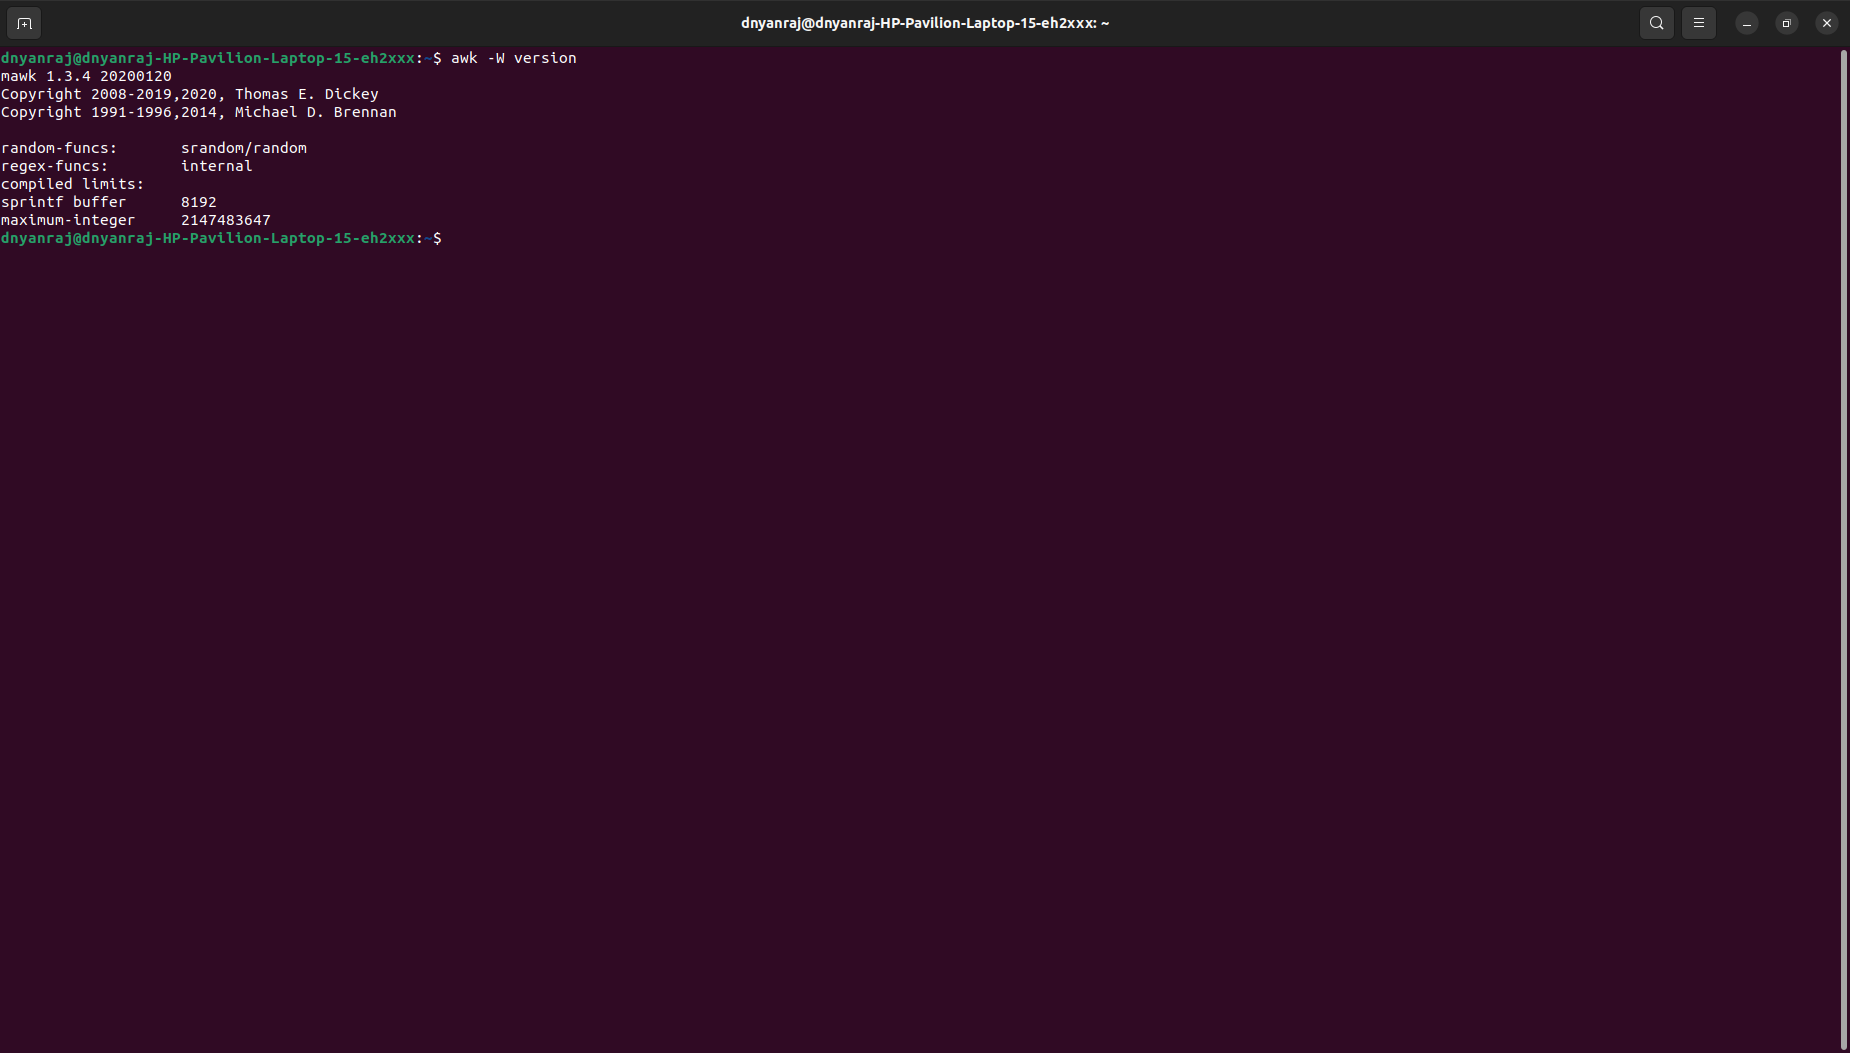 dnyanraj@dnyanraj-HP-Pavilion-Laptop-15-eh2xxx: ~
dnyanraj@dnyanraj-HP-Pavilion-Laptop-15-eh2xxx:~$ awk -W version
mawk 1.3.4 20200120
Copyright 2008-2019,2020, Thomas E. Dickey
Copyright 1991-1996,2014, Michael D. Brennan

random-funcs:       srandom/random
regex-funcs:        internal
compiled limits:
sprintf buffer      8192
maximum-integer     2147483647
dnyanraj@dnyanraj-HP-Pavilion-Laptop-15-eh2xxx:~$